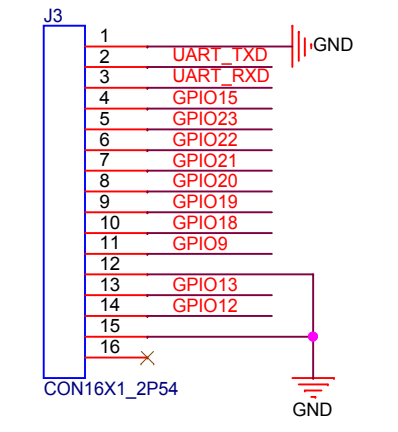 J3
1
GND
2 UART_TXD
3 UART_RXD
4 GPIO15
5 GPIO23
6 GPIO22
7 GPIO21
8 GPIO20
9 GPIO19
10 GPIO18
11 GPIO9
12
13 GPIO13
14 GPIO12
15
16
CON16X1_2P54
GND